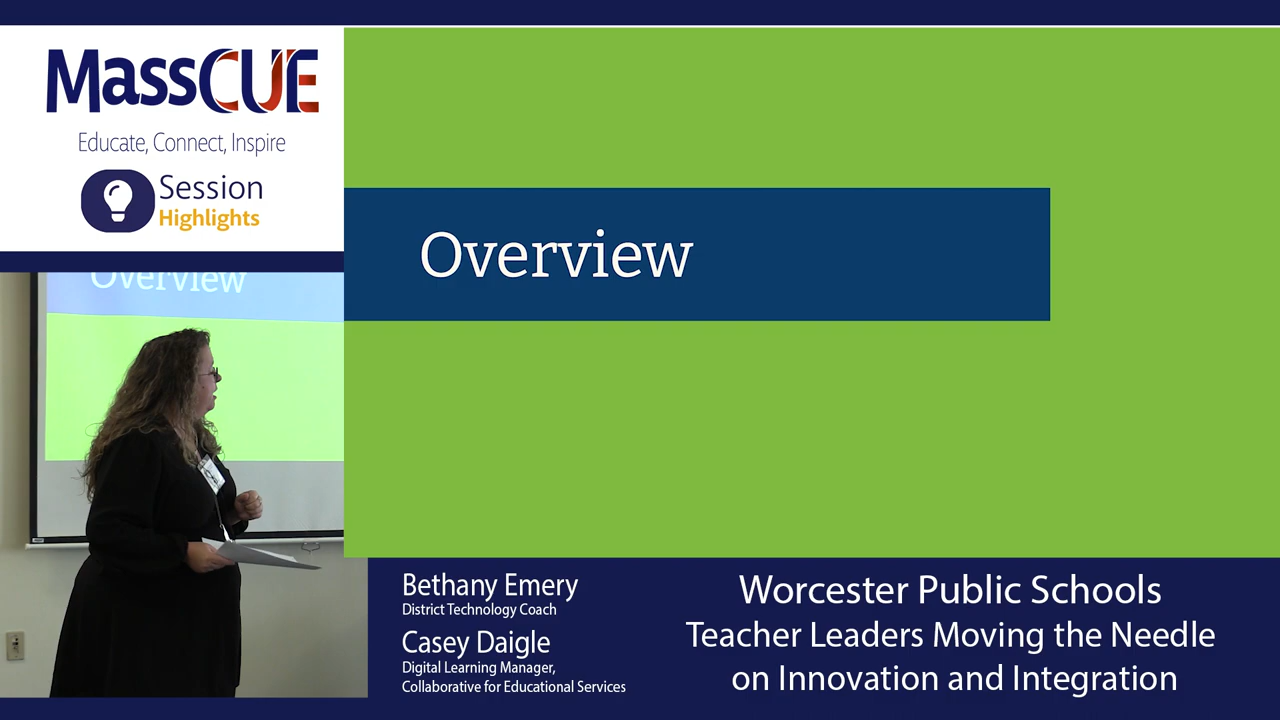 MassCUE
Educate, Connect, Inspire
Session
Highlights
Overview
Overview
Bethany Emery
District Technology Coach
Casey Daigle
Digital Learning Manager,
Collaborative for Educational Services
Worcester Public Schools
Teacher Leaders Moving the Needle
on Innovation and Integration